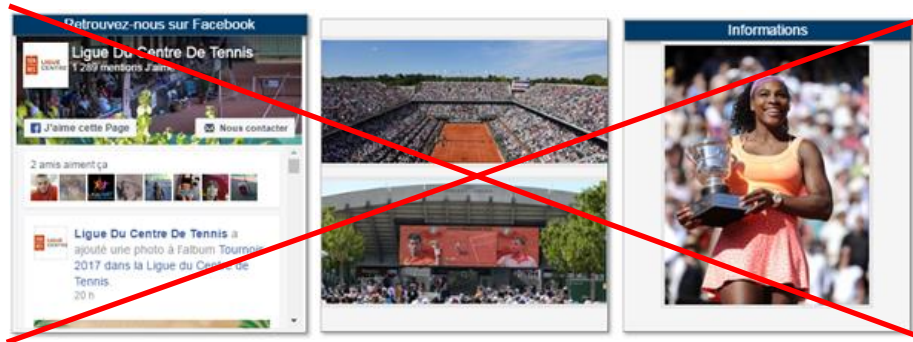 Retrouvez-nous sur Facebook
LIGUE
CENTRE
Ligue Du Centre De Tennis
1 289 mentions J'aime
J'aime cette Page
Nous contacter
2 amis aiment ça
Ligue Du Centre De Tennis a
ajouté une photo à l'album Tournois
2017 dans la Ligue du Centre de
Tennis.
20 h
Informations